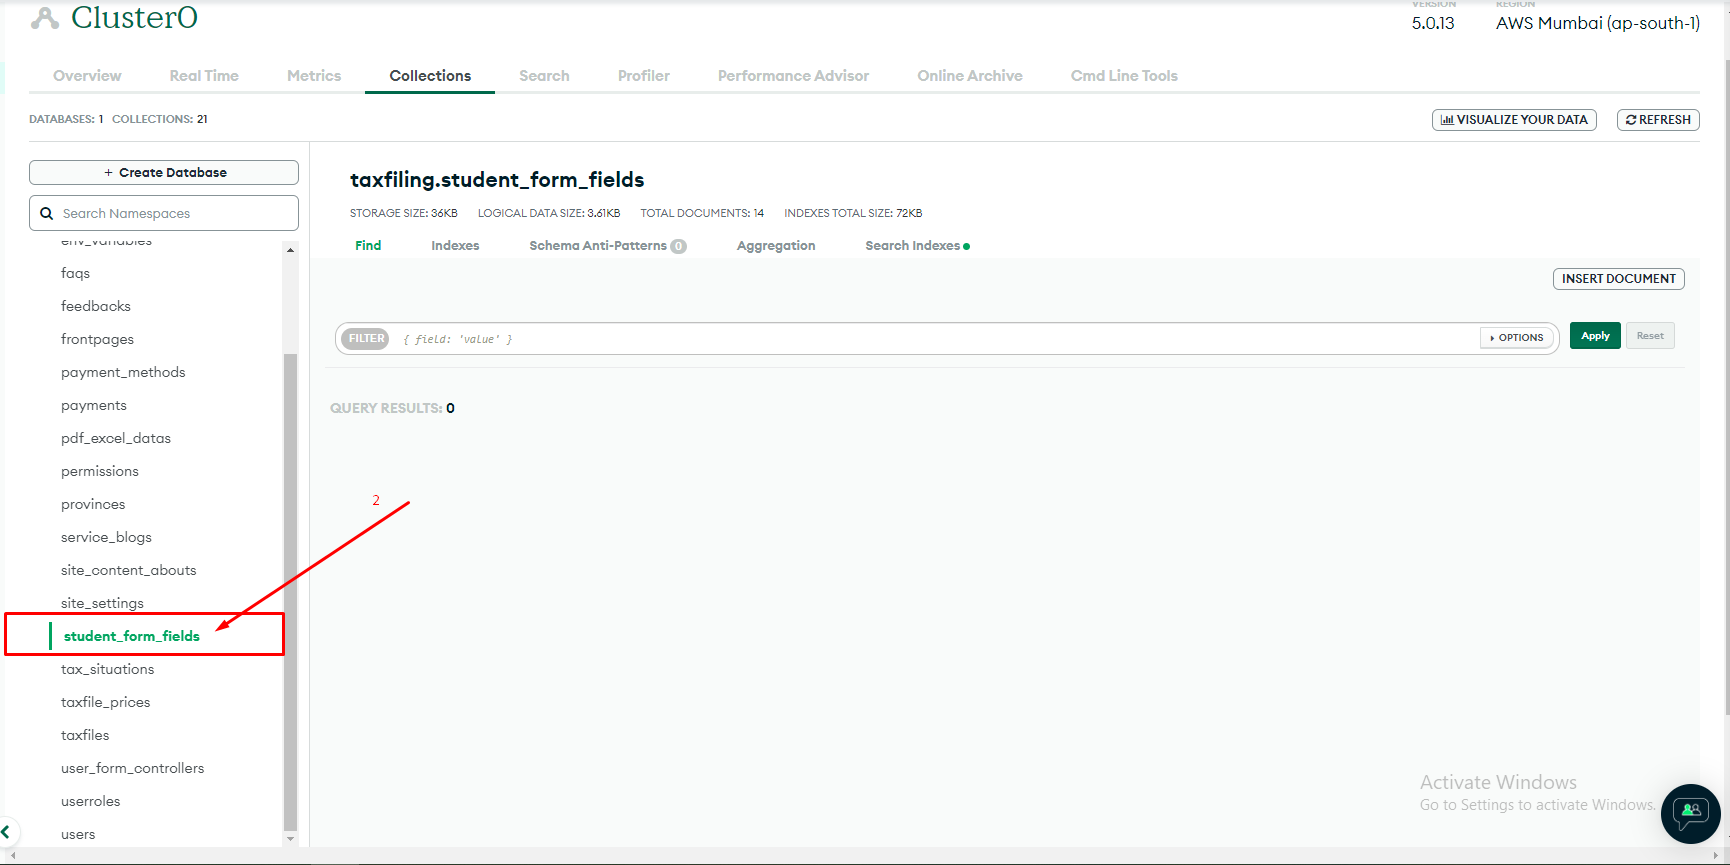 Cluster0
VERSION
REGION
5.0.13
AWS Mumbai (ap-south-1)
Overview Real Time Metrics Collections Search Profiler Performance Advisor Online Archive Cmd Line Tools
DATABASES: 1 COLLECTIONS: 21
VISUALIZE YOUR DATA
REFRESH
+ Create Database
Search Namespaces
env_variables
faqs
feedbacks
frontpages
payment_methods
payments
pdf_excel_datas
permissions
provinces
service_blogs
site_content_abouts
site_settings
student_form_fields
tax_situations
taxfile_prices
taxfiles
user_form_controllers
userroles
users
taxfiling.student_form_fields
STORAGE SIZE: 36KB LOGICAL DATA SIZE: 3.61KB TOTAL DOCUMENTS: 14 INDEXES TOTAL SIZE: 72KB
Find Indexes Schema Anti-Patterns 0 Aggregation Search Indexes
INSERT DOCUMENT
FILTER { field: 'value' } OPTIONS Apply Reset
QUERY RESULTS: 0
2
Activate Windows
Go to Settings to activate Windows.